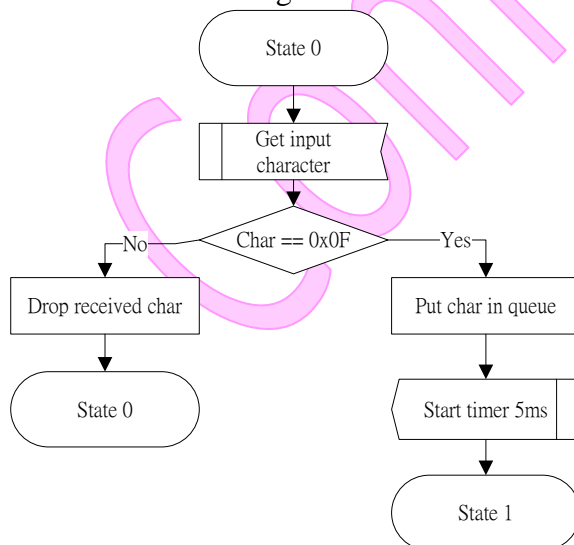 State 0
Get input
character
Char == 0x0F
No
Yes
Drop received char
Put char in queue
State 0
Start timer 5ms
State 1